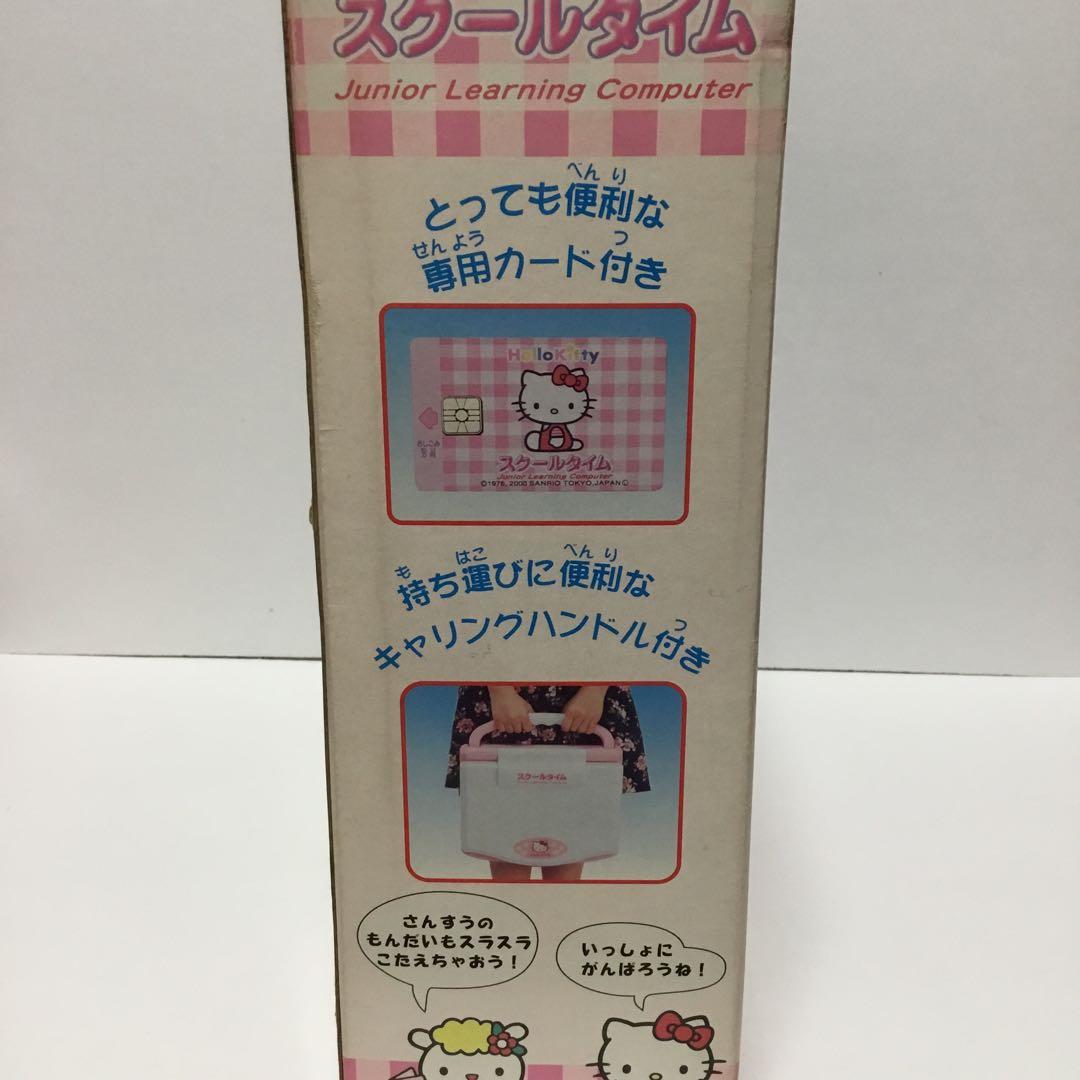 スクールタイム
Junior Learning Computer
べん り
とっても便利な
せん よう つ
専用カード付き
HelloKitty
おしこみ
スクールタイム
Junior Learning Computer
©1976, 2000 SANRIO TOKYO,JAPAN Ⓛ
も はこ べん り
持ち運びに便利な
つ
キャリングハンドル付き
スクールタイム
さんすうの
もんだいもスラスラ
こたえちゃおう！
いっしょに
がんばろうね！